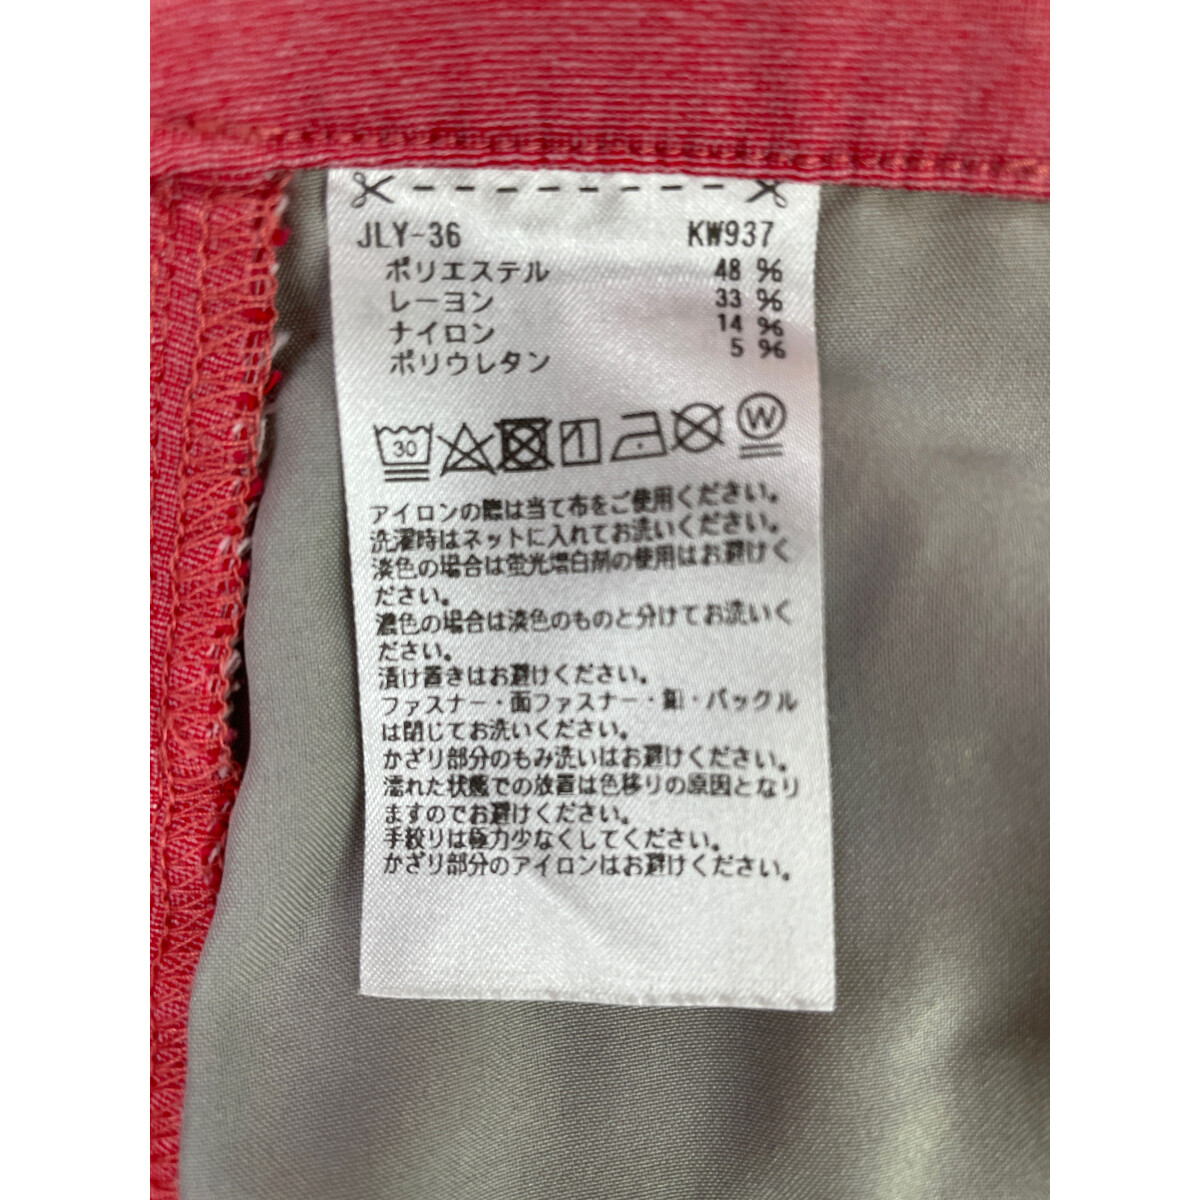 JLY-36 KW937
ポリエステル 48 %
レーヨン 33 %
ナイロン 14 %
ポリウレタン 5 %
30 W
アイロンの際は当て布をご使用ください。
洗濯時はネットに入れてお洗いください。
淡色の場合は蛍光増白剤の使用はお避けく
ださい。
濃色の場合は淡色のものと分けてお洗いく
ださい。
漬け置きはお避けください。
ファスナー・面ファスナー・釦・バックル
は閉じてお洗いください。
かざり部分のもみ洗いはお避けください。
濡れた状態での放置は色移りの原因となり
ますのでお避けください。
手絞りは極力少なくしてください。
かざり部分のアイロンはお避けください。